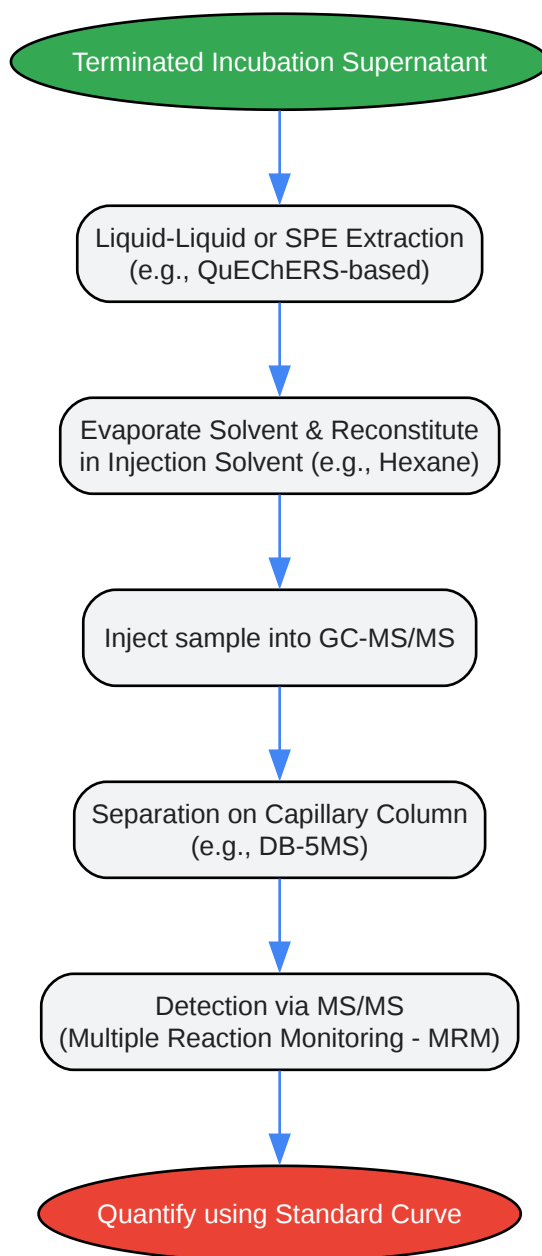 Terminated Incubation Supernatant
Liquid-Liquid or SPE Extraction
(e.g., QuEChERS-based)
Evaporate Solvent & Reconstitute
in Injection Solvent (e.g., Hexane)
Inject sample into GC-MS/MS
Separation on Capillary Column
(e.g., DB-5MS)
Detection via MS/MS
(Multiple Reaction Monitoring - MRM)
Quantify using Standard Curve